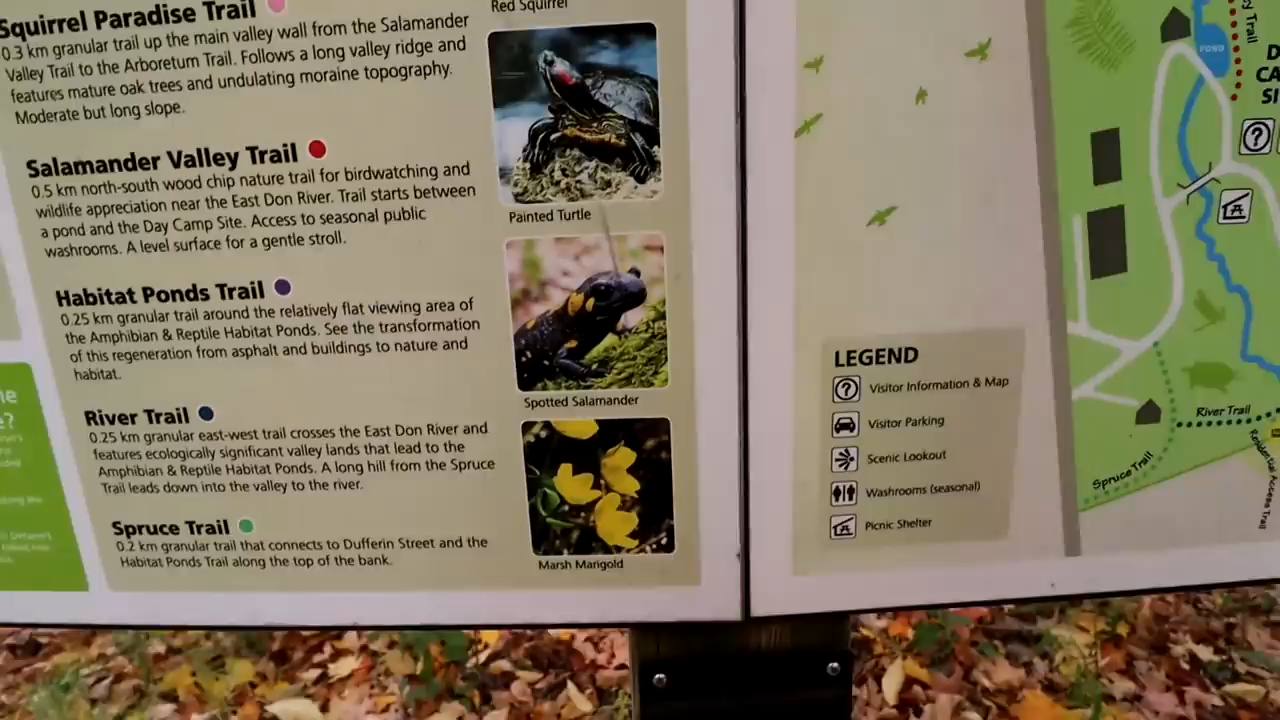 Squirrel Paradise Trail
0.3 km granular trail up the main valley wall from the Salamander
Valley Trail to the Arboretum Trail. Follows a long valley ridge and
features mature oak trees and undulating moraine topography.
Moderate but long slope.
Salamander Valley Trail
0.5 km north-south wood chip nature trail for birdwatching and
wildlife appreciation near the East Don River. Trail starts between
a pond and the Day Camp Site. Access to seasonal public
washrooms. A level surface for a gentle stroll.
Habitat Ponds Trail
0.25 km granular trail around the relatively flat viewing area of
the Amphibian & Reptile Habitat Ponds. See the transformation
of this regeneration from asphalt and buildings to nature and
habitat.
River Trail
0.25 km granular east-west trail crosses the East Don River and
features ecologically significant valley lands that lead to the
Amphibian & Reptile Habitat Ponds. A long hill from the Spruce
Trail leads down into the valley to the river.
Spruce Trail
0.2 km granular trail that connects to Dufferin Street and the
Habitat Ponds Trail along the top of the bank.
Red Squirrel
Painted Turtle
Spotted Salamander
Marsh Marigold
LEGEND
? Visitor Information & Map
Visitor Parking
Scenic Lookout
Washrooms (seasonal)
Picnic Shelter
POND
Trail
D
CA
SI
?
River Trail
Spruce Trail
Residential Access Trail